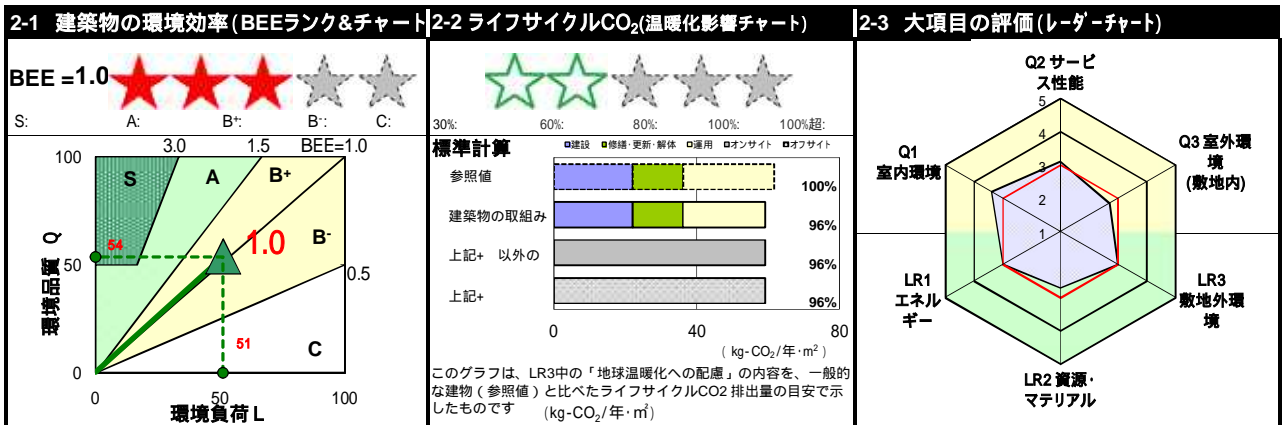 2-1 建築物の環境効率(BEEランク&チャート
BEE = 1.0
S: A: B+: B-: C:
3.0 1.5 BEE=1.0
100
S A B+
1.0
B-
54
50
0.5
51
C
環境品質 Q
0
0 50 100
環境負荷 L
2-2 ライフサイクルCO₂(温暖化影響チャート)
30%: 60%: 80%: 100%: 100%超:
標準計算
建設 修繕・更新・解体 運用 オンサイト オフサイト
参照値 100%
建築物の取組み 96%
上記+ 以外の 96%
上記+ 96%
0 40 80
( kg-CO₂/年・m² )
このグラフは、LR3中の「地球温暖化への配慮」の内容を、一般的
な建物(参照値)と比べたライフサイクルCO2 排出量の目安で示
したものです (kg-CO₂/年・㎡)
2-3 大項目の評価(レーダーチャート)
Q2 サービ
ス性能
5
4
3
2
1
Q1
室内環境
Q3 室外環
境
(敷地内)
LR1
エネル
ギー
LR3
敷地外環
境
LR2 資源・
マテリアル